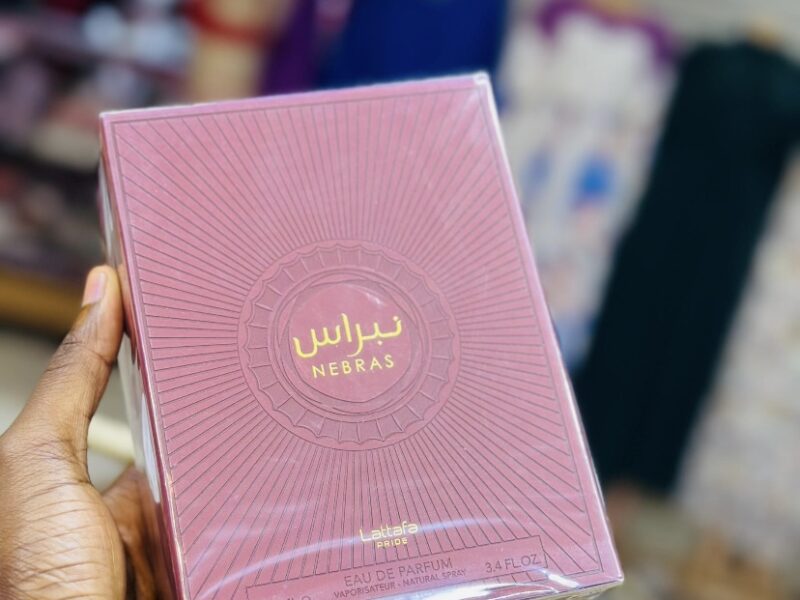 نبراس
NEBRAS
Lattafa
PRIDE
EAU DE PARFUM
3.4 FL.OZ
VAPORISATEUR - NATURAL SPRAY